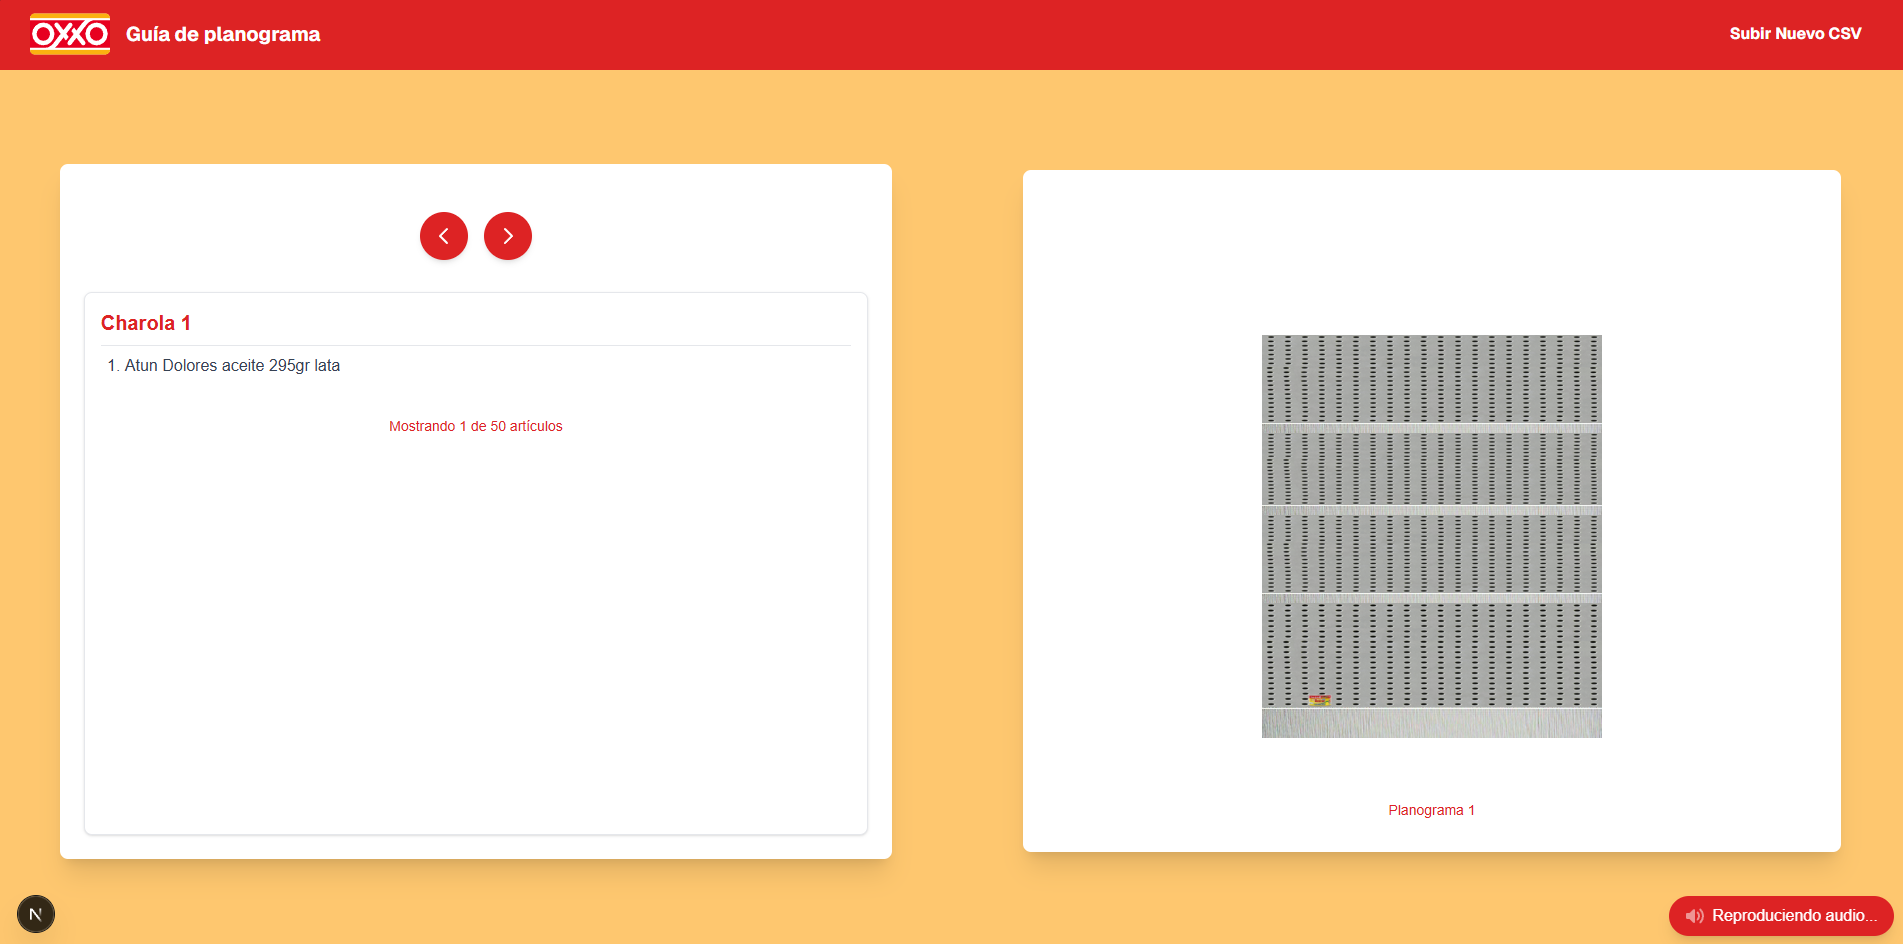 OXXO
Guía de planograma
Subir Nuevo CSV
Charola 1
1. Atun Dolores aceite 295gr lata
Mostrando 1 de 50 artículos
Planograma 1
N
Reproduciendo audio...